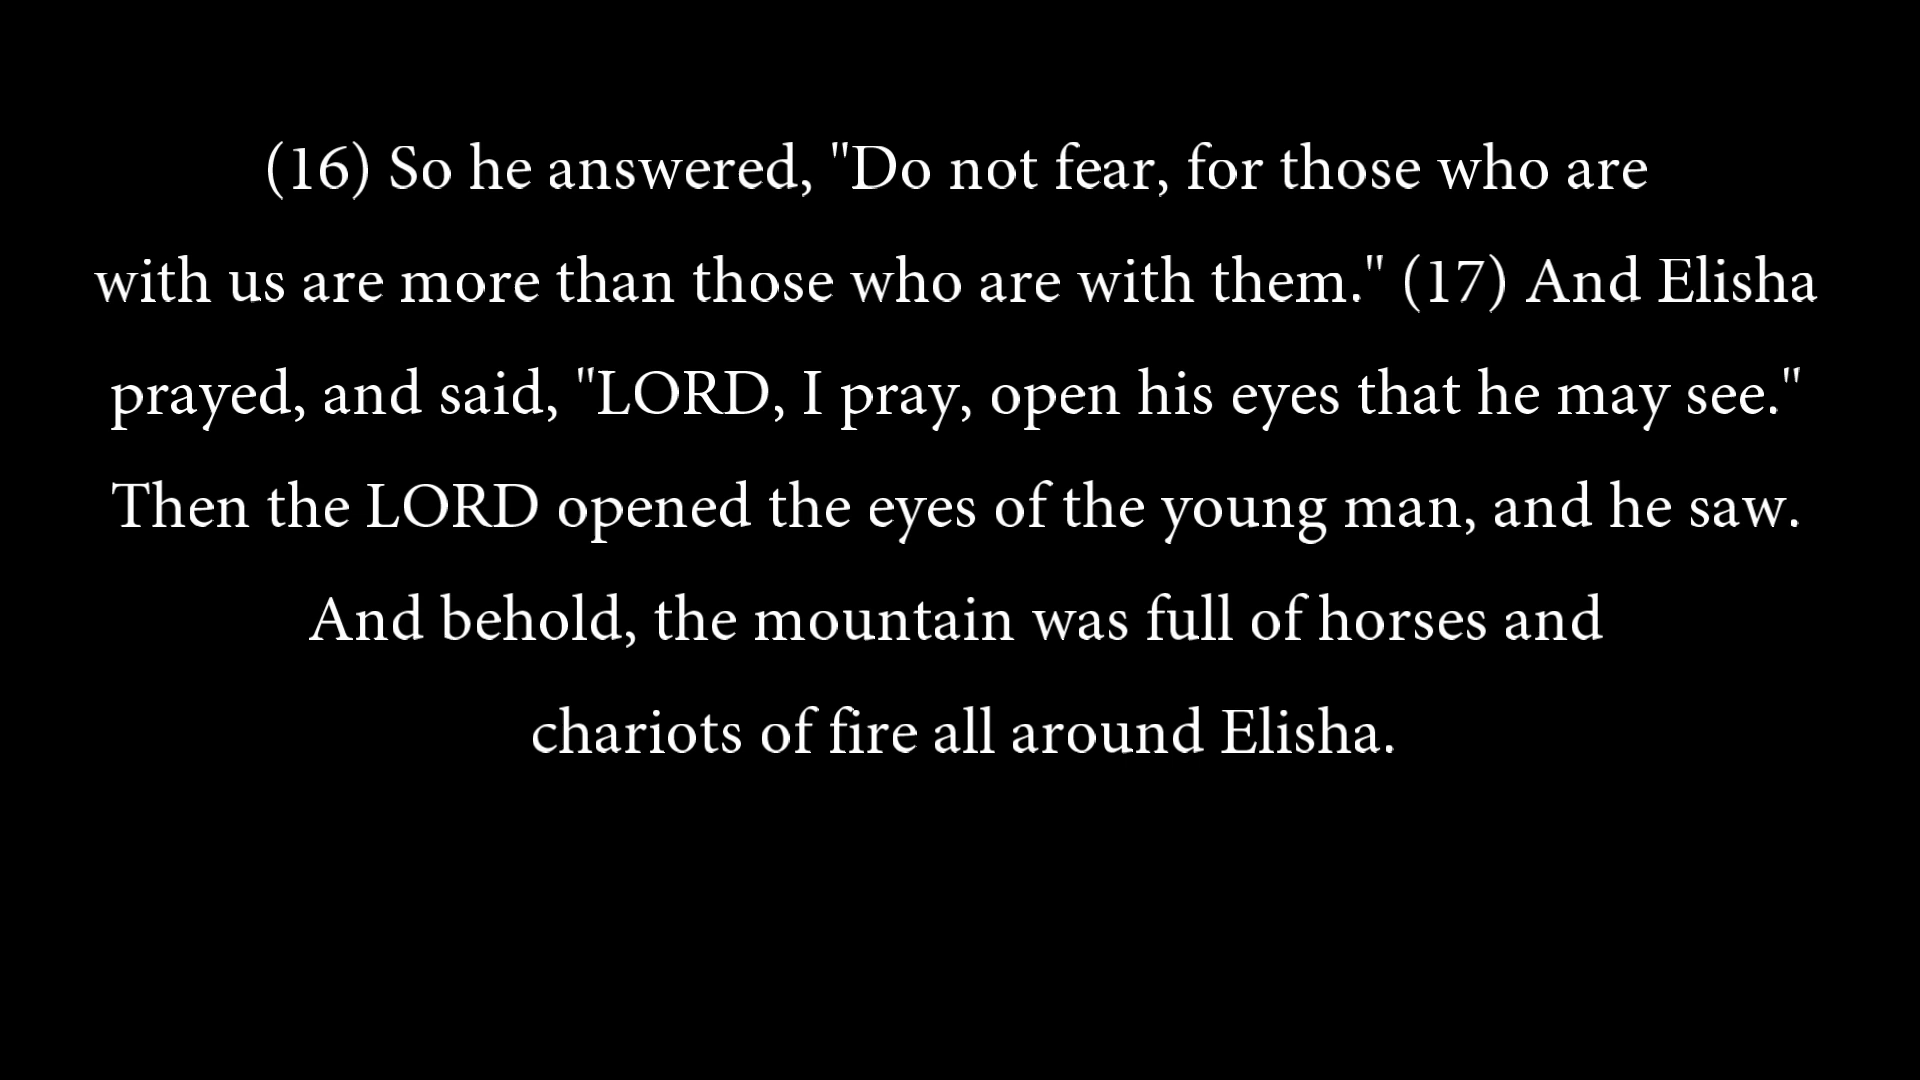 (16) So he answered, "Do not fear, for those who are
with us are more than those who are with them." (17) And Elisha
prayed, and said, "LORD, I pray, open his eyes that he may see."
Then the LORD opened the eyes of the young man, and he saw.
And behold, the mountain was full of horses and
chariots of fire all around Elisha.